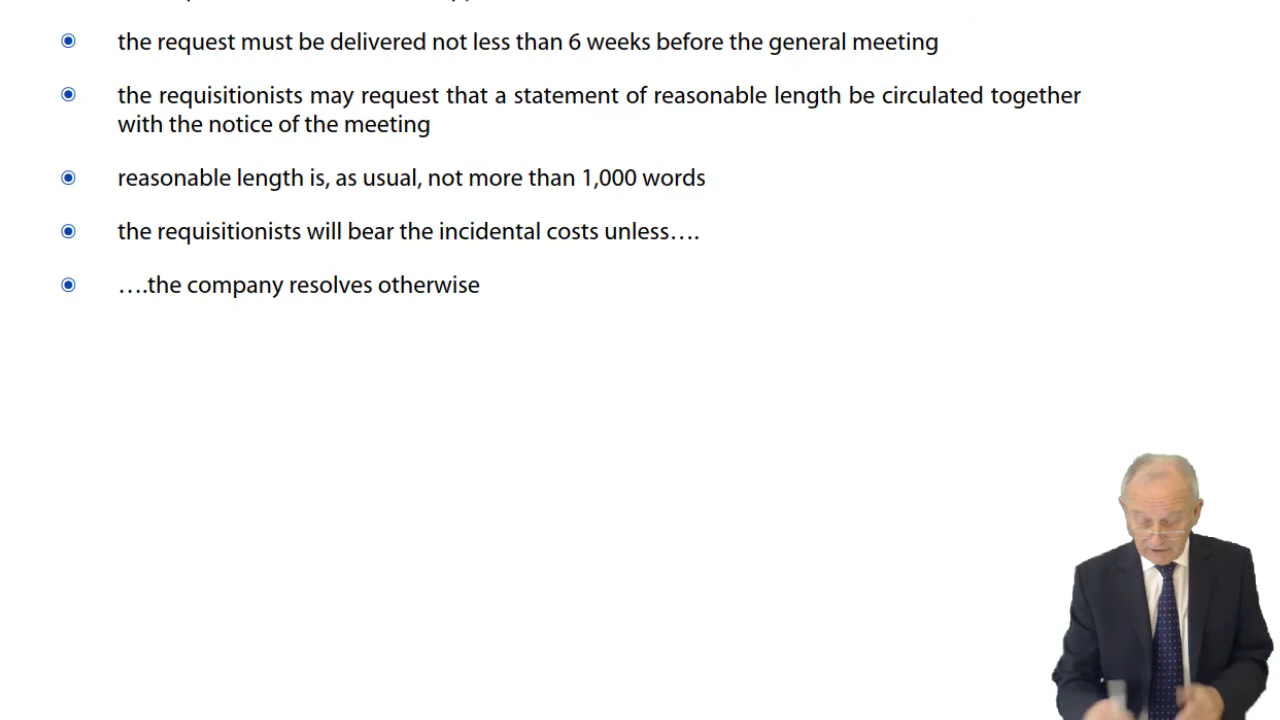 the request must be delivered not less than 6 weeks before the general meeting
the requisitionists may request that a statement of reasonable length be circulated together
with the notice of the meeting
reasonable length is, as usual, not more than 1,000 words
the requisitionists will bear the incidental costs unless….
….the company resolves otherwise